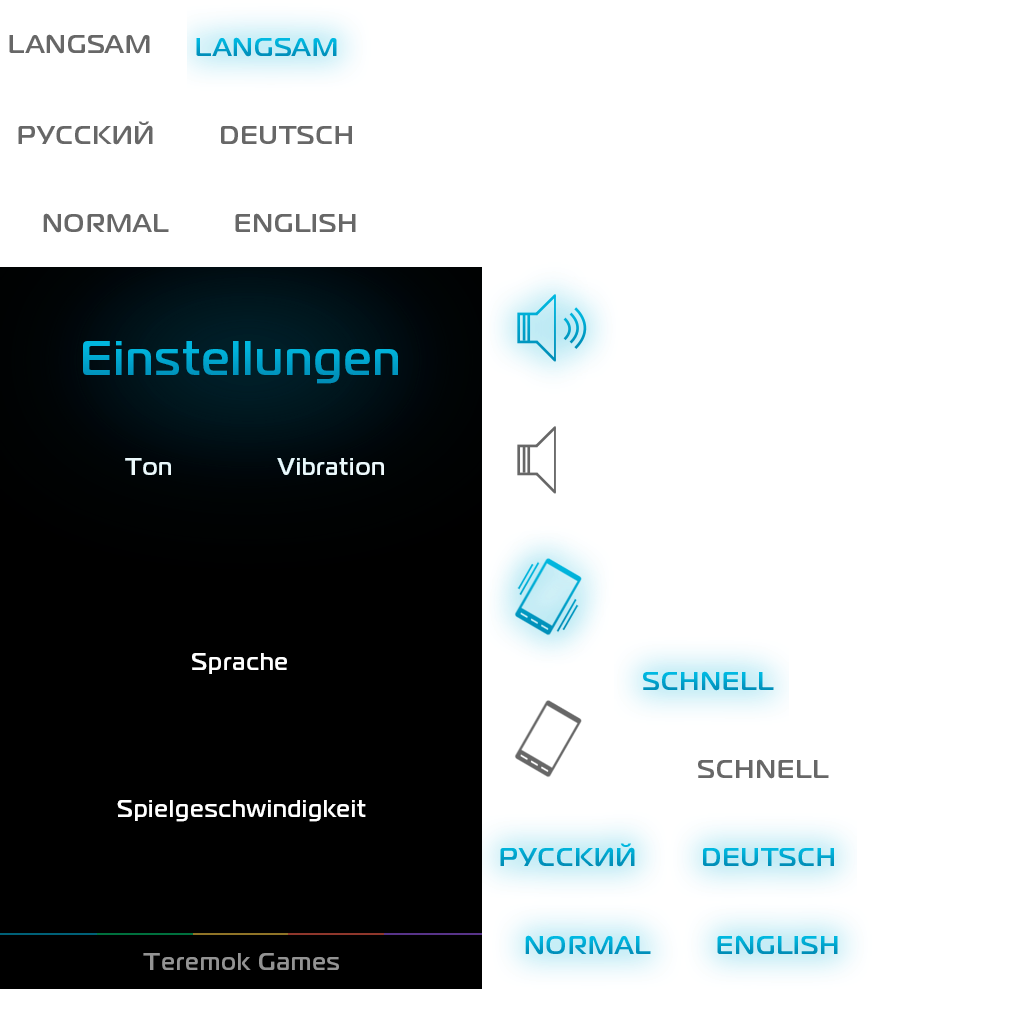 LANGSAM LANGSAM
РУССКИЙ DEUTSCH
NORMAL ENGLISH
Einstellungen
Ton Vibration
Sprache
SCHNELL
SCHNELL
Spielgeschwindigkeit
РУССКИЙ DEUTSCH
NORMAL ENGLISH
Teremok Games